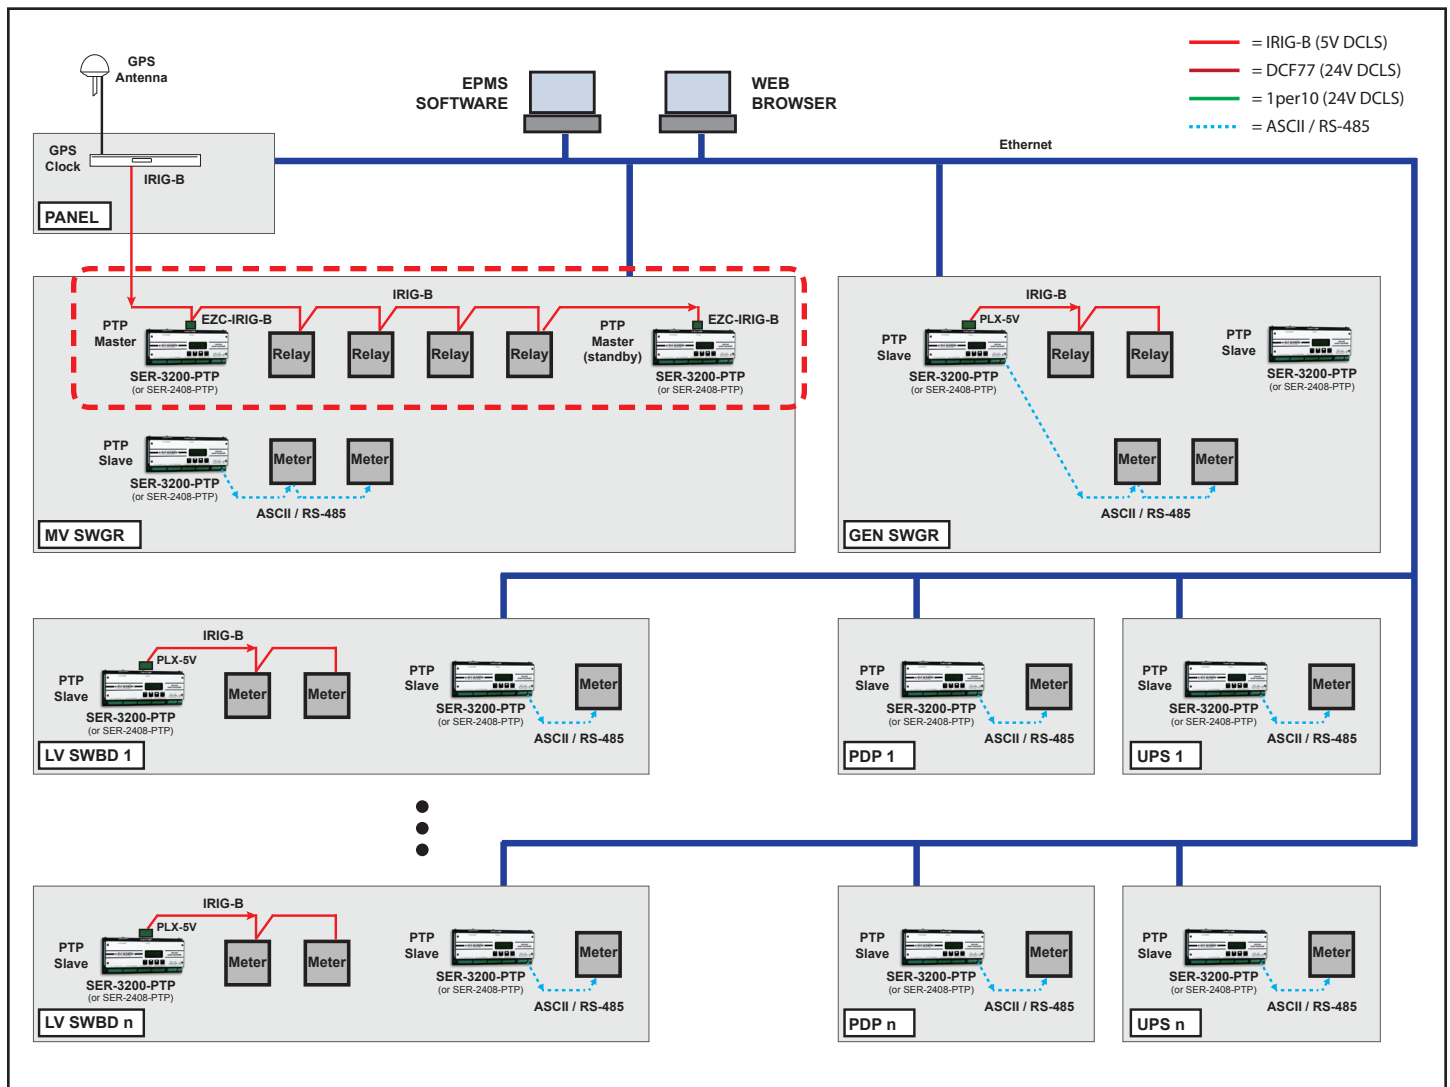 GPS
Antenna
EPMS
SOFTWARE
WEB
BROWSER
= IRIG-B (5V DCLS)
= DCF77 (24V DCLS)
= 1per10 (24V DCLS)
= ASCII / RS-485
Ethernet
GPS
Clock
IRIG-B
PANEL
IRIG-B
PTP
Master
EZC-IRIG-B
Relay
Relay
Relay
Relay
PTP
Master
(standby)
EZC-IRIG-B
SER-3200-PTP
(or SER-2408-PTP)
SER-3200-PTP
(or SER-2408-PTP)
PTP
Slave
Meter
Meter
SER-3200-PTP
(or SER-2408-PTP)
ASCII / RS-485
MV SWGR
IRIG-B
PLX-5V
PTP
Slave
Relay
Relay
PTP
Slave
SER-3200-PTP
(or SER-2408-PTP)
SER-3200-PTP
(or SER-2408-PTP)
Meter
Meter
ASCII / RS-485
GEN SWGR
IRIG-B
PLX-5V
PTP
Slave
Meter
Meter
SER-3200-PTP
(or SER-2408-PTP)
PTP
Slave
Meter
SER-3200-PTP
(or SER-2408-PTP)
ASCII / RS-485
LV SWBD 1
PTP
Slave
Meter
SER-3200-PTP
(or SER-2408-PTP)
ASCII / RS-485
PDP 1
PTP
Slave
Meter
SER-3200-PTP
(or SER-2408-PTP)
ASCII / RS-485
UPS 1
IRIG-B
PLX-5V
PTP
Slave
Meter
Meter
SER-3200-PTP
(or SER-2408-PTP)
PTP
Slave
Meter
SER-3200-PTP
(or SER-2408-PTP)
ASCII / RS-485
LV SWBD n
PTP
Slave
Meter
SER-3200-PTP
(or SER-2408-PTP)
ASCII / RS-485
PDP n
PTP
Slave
Meter
SER-3200-PTP
(or SER-2408-PTP)
ASCII / RS-485
UPS n